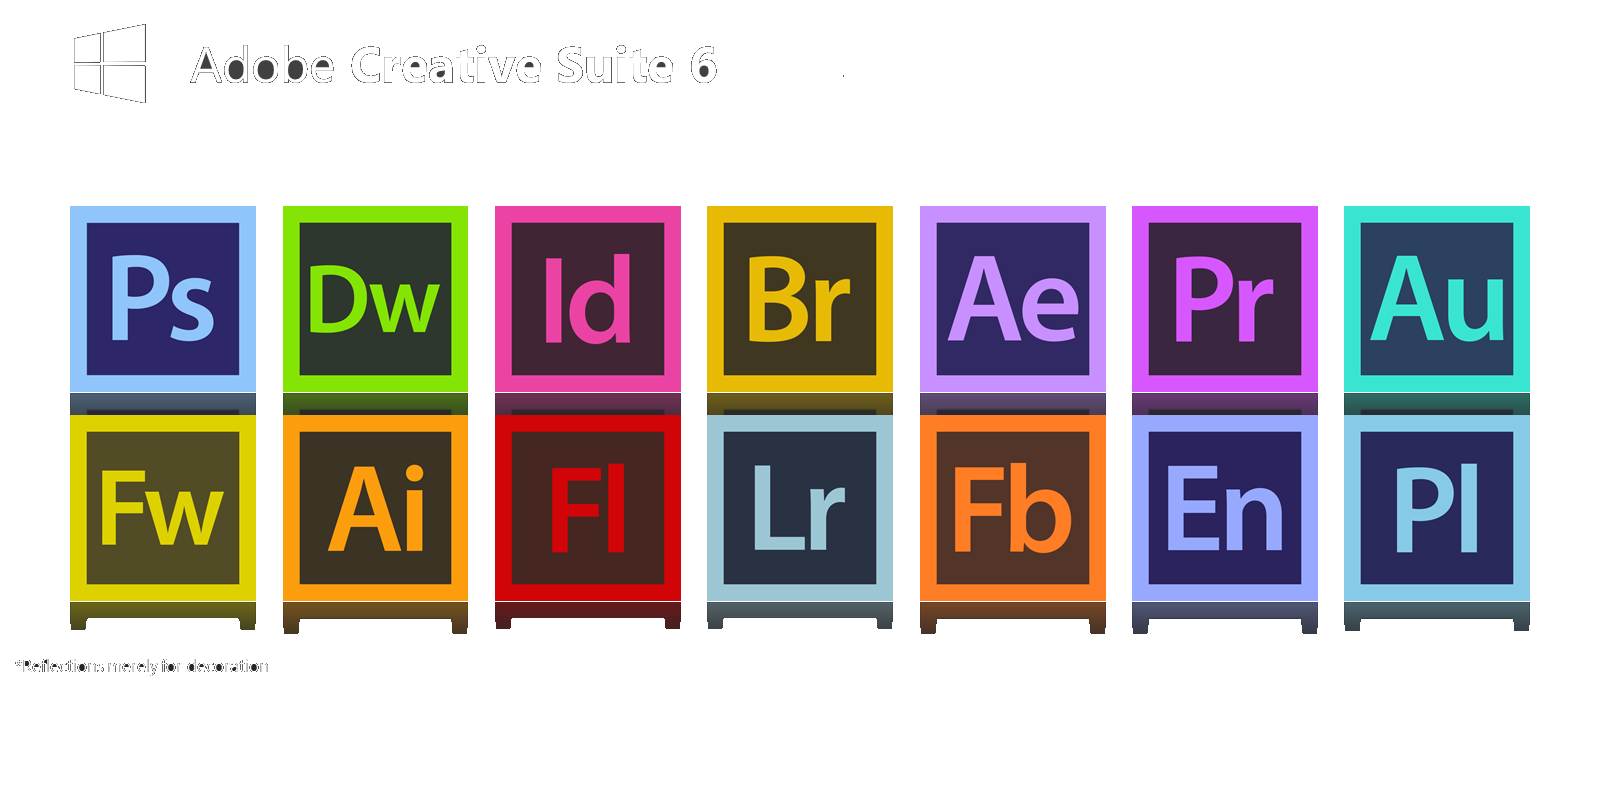 Adobe Creative Suite 6
Ps Dw Id Br Ae Pr Au
Fw Ai Fl Lr Fb En Pl
*Reflections merely for decoration